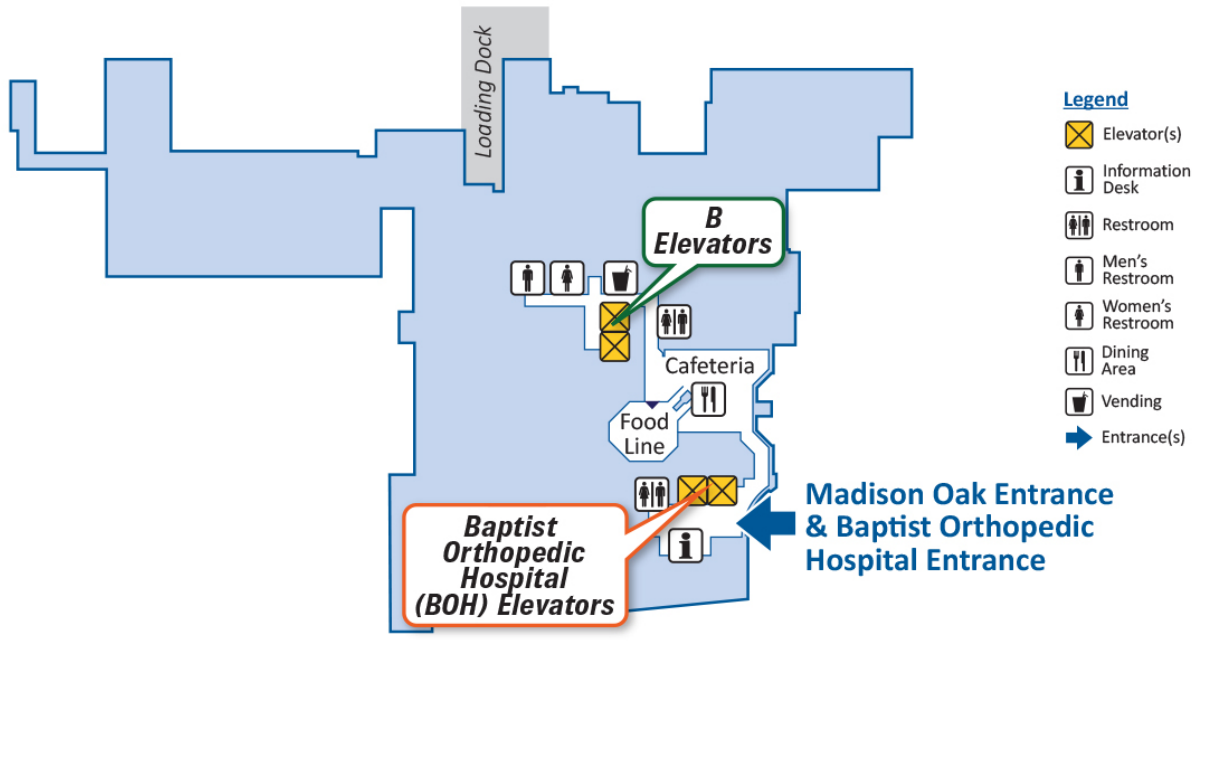 Loading Dock
Legend
Elevator(s)
Information
Desk
Restroom
Men's
Restroom
Women's
Restroom
Dining
Area
Vending
Entrance(s)
B
Elevators
Cafeteria
Food
Line
Madison Oak Entrance
& Baptist Orthopedic
Hospital Entrance
Baptist
Orthopedic
Hospital
(BOH) Elevators